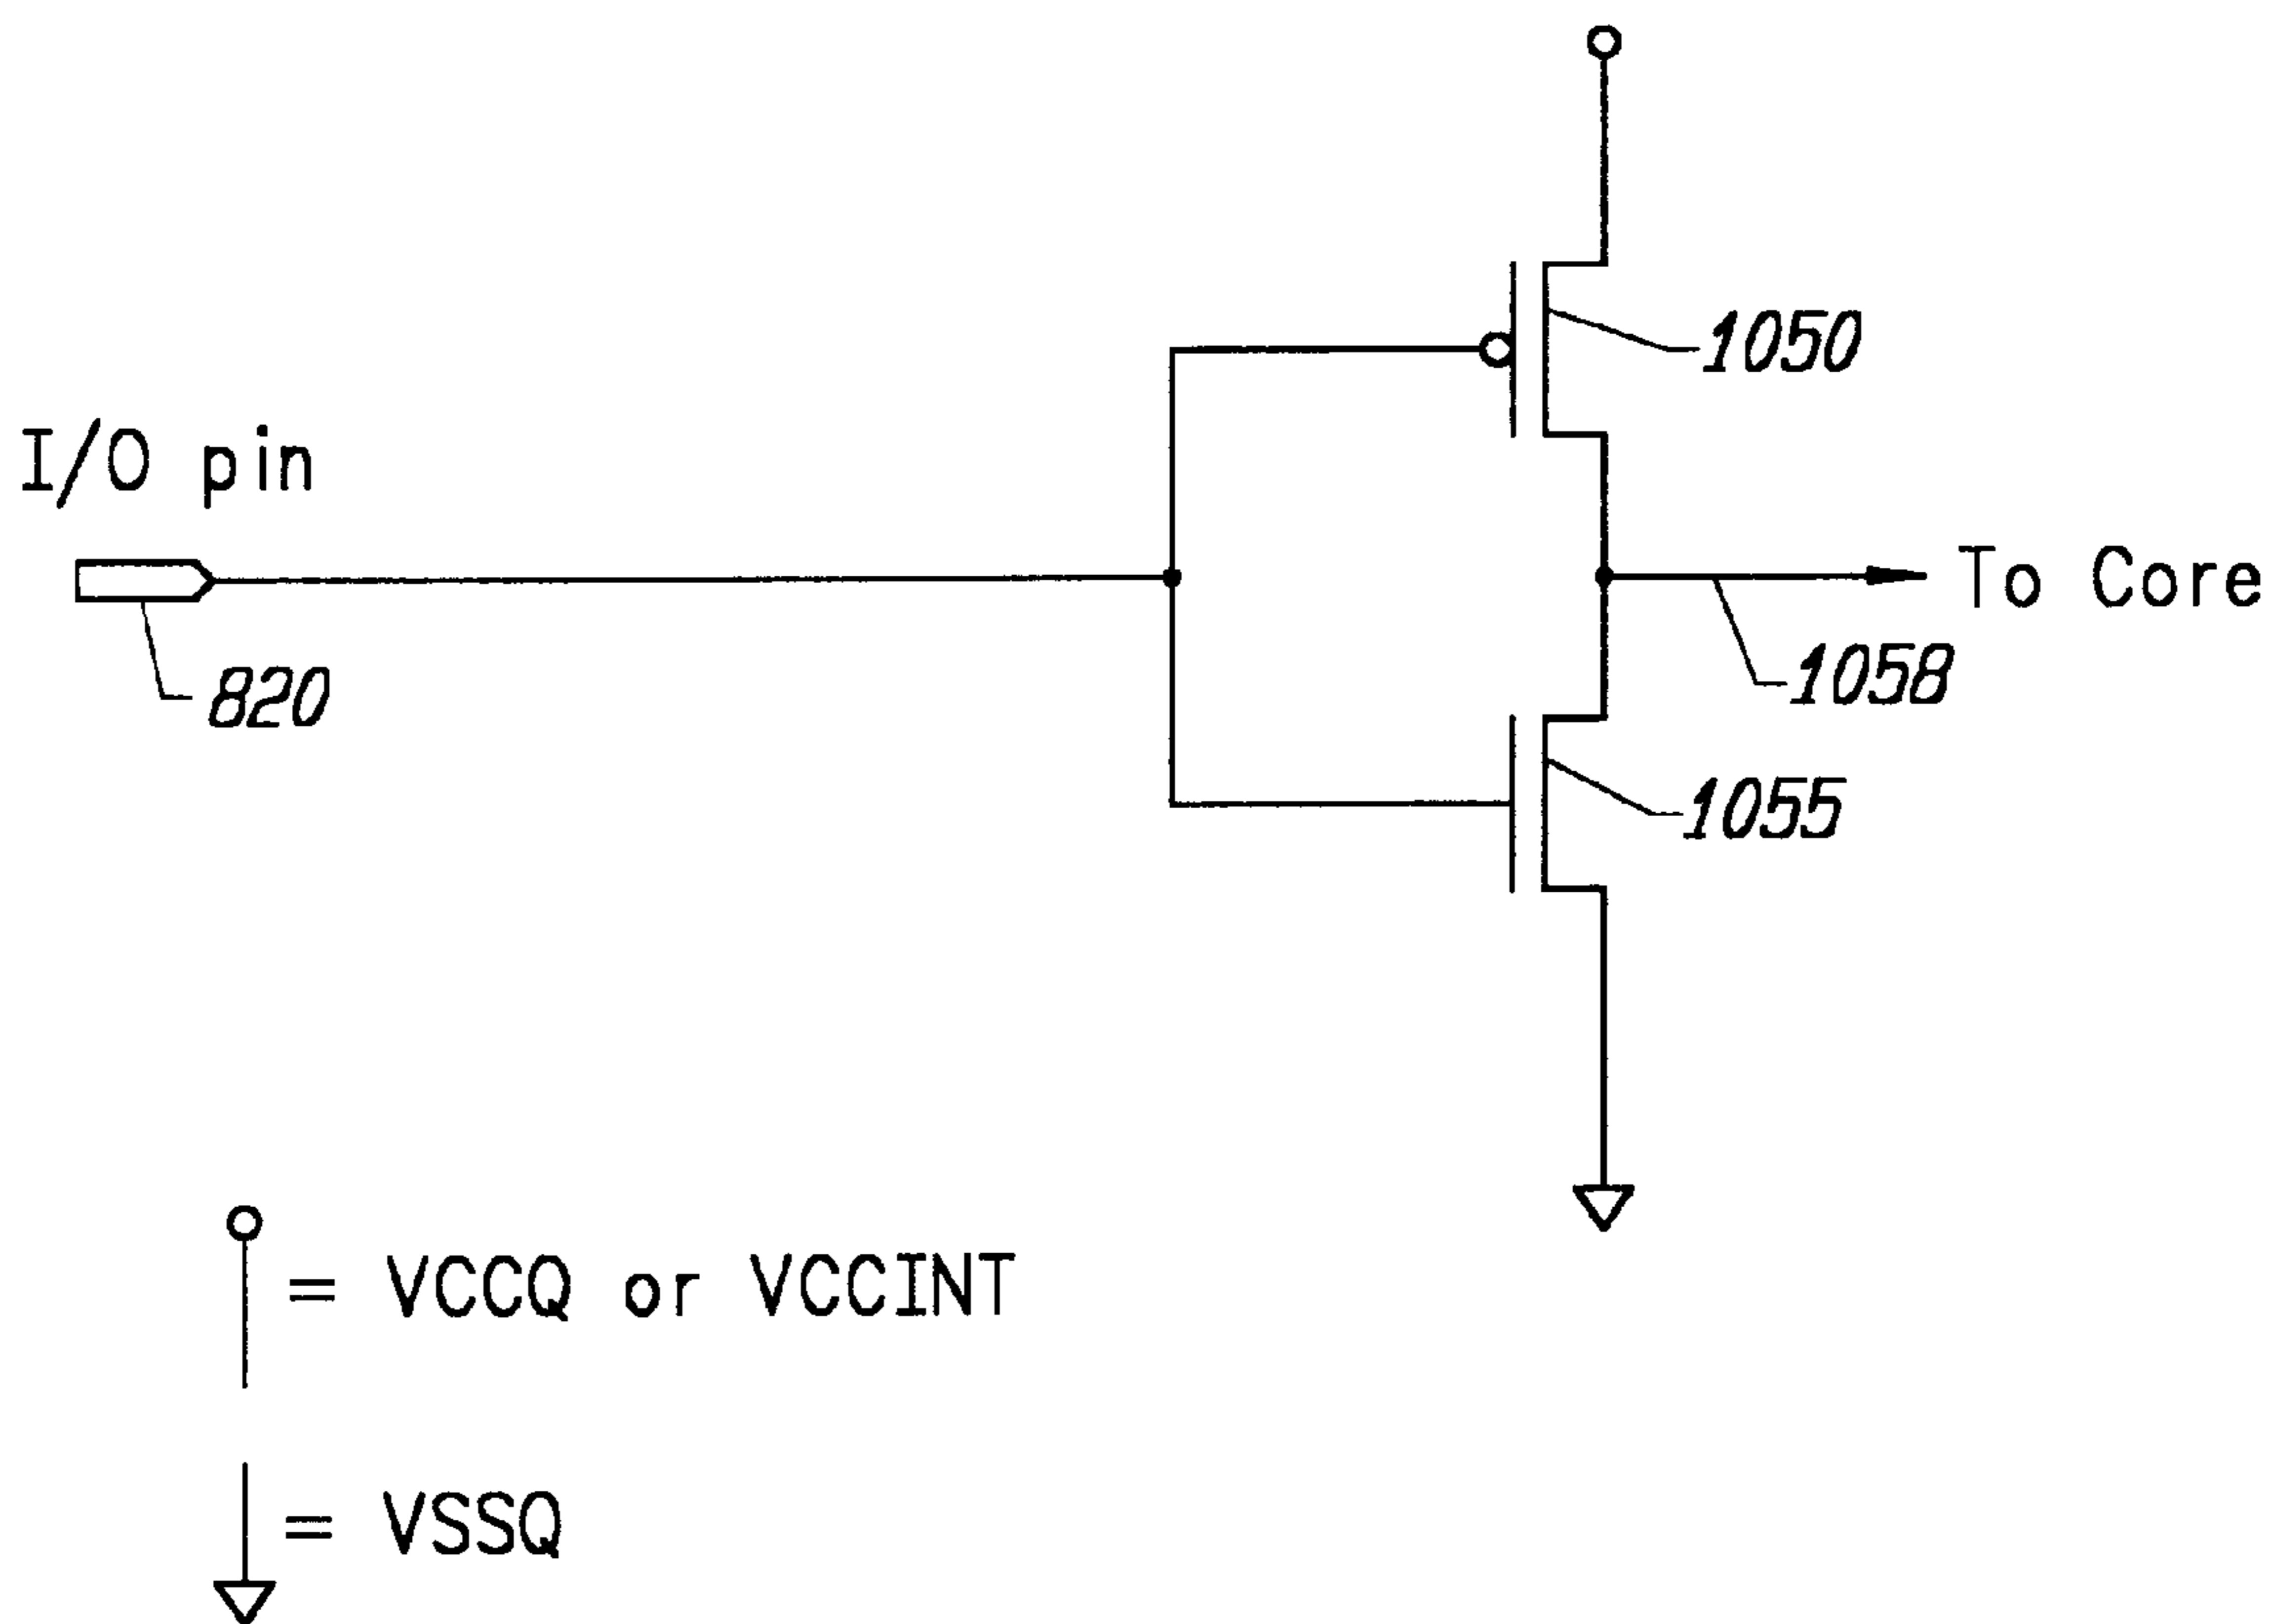 1050
I/O pin
To Core
820
1058
1055
= VCCQ or VCCINT
= VSSQ